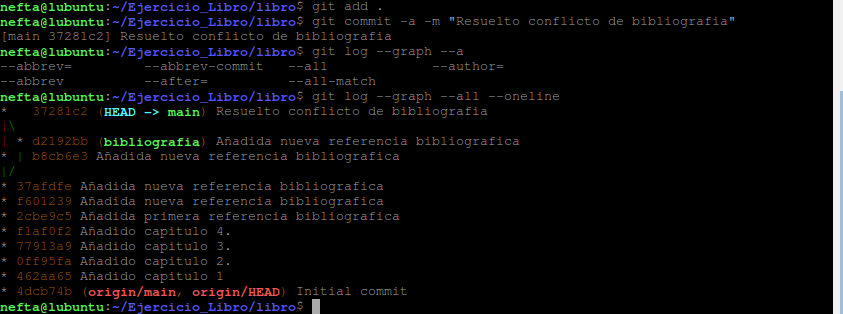 nefta@lubuntu:~/Ejercicio_Libro/libro$ git add .
nefta@lubuntu:~/Ejercicio_Libro/libro$ git commit -a -m "Resuelto conflicto de bibliografia"
[main 37281c2] Resuelto conflicto de bibliografia
nefta@lubuntu:~/Ejercicio_Libro/libro$ git log --graph --a
--abbrev=         --abbrev-commit   --all             --author=
--abbrev          --after=          --all-match
nefta@lubuntu:~/Ejercicio_Libro/libro$ git log --graph --all --oneline
*   37281c2 (HEAD -> main) Resuelto conflicto de bibliografia
|\
| * d2192bb (bibliografia) Añadida nueva referencia bibliografica
* | b8cb6e3 Añadida nueva referencia bibliografica
|/
* 37afdfe Añadida nueva referencia bibliografica
* f601239 Añadida nueva referencia bibliografica
* 2cbe9c5 Añadida primera referencia bibliografica
* f1af0f2 Añadido capitulo 4.
* 77913a9 Añadido capitulo 3.
* 0ff95fa Añadido capitulo 2.
* 462aa65 Añadido capitulo 1
* 4dcb74b (origin/main, origin/HEAD) Initial commit
nefta@lubuntu:~/Ejercicio_Libro/libro$